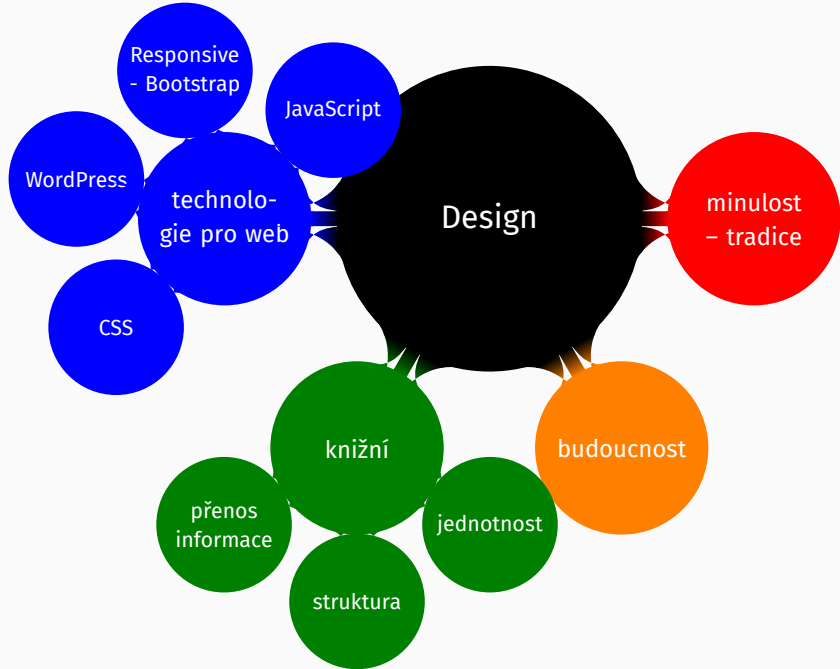 Responsive
- Bootstrap
JavaScript
WordPress
technolo-
gie pro web
CSS
Design
minulost
– tradice
knižní
budoucnost
přenos
informace
jednotnost
struktura